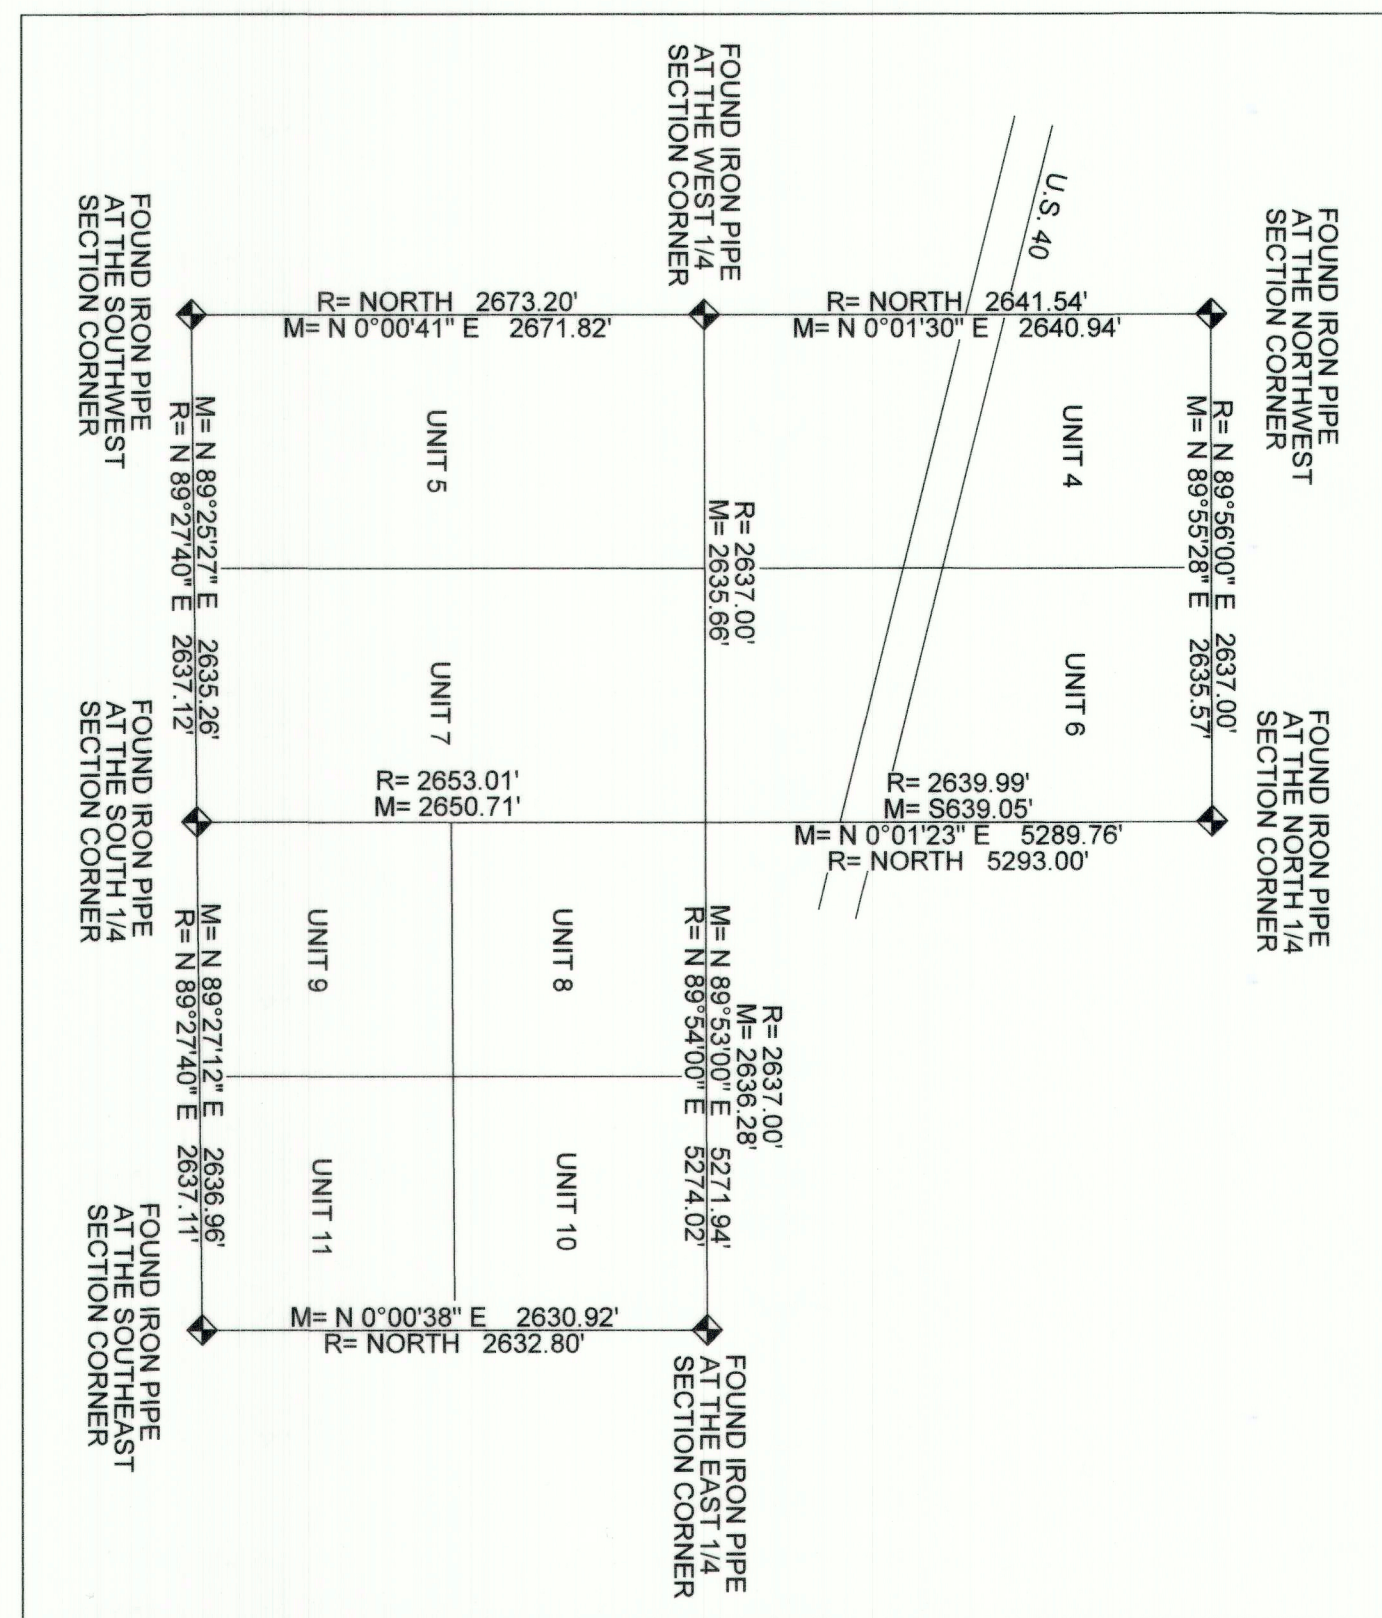 FOUND IRON PIPE
AT THE NORTHWEST
SECTION CORNER
R= N 89°56'00" E 2637.00'
M= N 89°55'28" E 2635.57'
FOUND IRON PIPE
AT THE NORTH 1/4
SECTION CORNER
U.S. 40
R= NORTH 2641.54'
M= N 0°01'30" E 2640.94'
UNIT 4
UNIT 6
R= 2639.99'
M= S639.05'
M= N 0°01'23" E 5289.76'
R= NORTH 5293.00'
FOUND IRON PIPE
AT THE WEST 1/4
SECTION CORNER
R= 2637.00'
M= 2635.66'
R= 2637.00'
M= 2636.28'
M= N 89°53'00" E 5271.94'
R= N 89°54'00" E 5274.02'
FOUND IRON PIPE
AT THE EAST 1/4
SECTION CORNER
R= NORTH 2673.20'
M= N 0°00'41" E 2671.82'
UNIT 5
UNIT 7
R= 2653.01'
M= 2650.71'
UNIT 8
UNIT 10
UNIT 9
UNIT 11
M= N 0°00'38" E 2630.92'
R= NORTH 2632.80'
FOUND IRON PIPE
AT THE SOUTHWEST
SECTION CORNER
M= N 89°25'27" E 2635.26'
R= N 89°27'40" E 2637.12'
FOUND IRON PIPE
AT THE SOUTH 1/4
SECTION CORNER
M= N 89°27'12" E 2636.96'
R= N 89°27'40" E 2637.11'
FOUND IRON PIPE
AT THE SOUTHEAST
SECTION CORNER